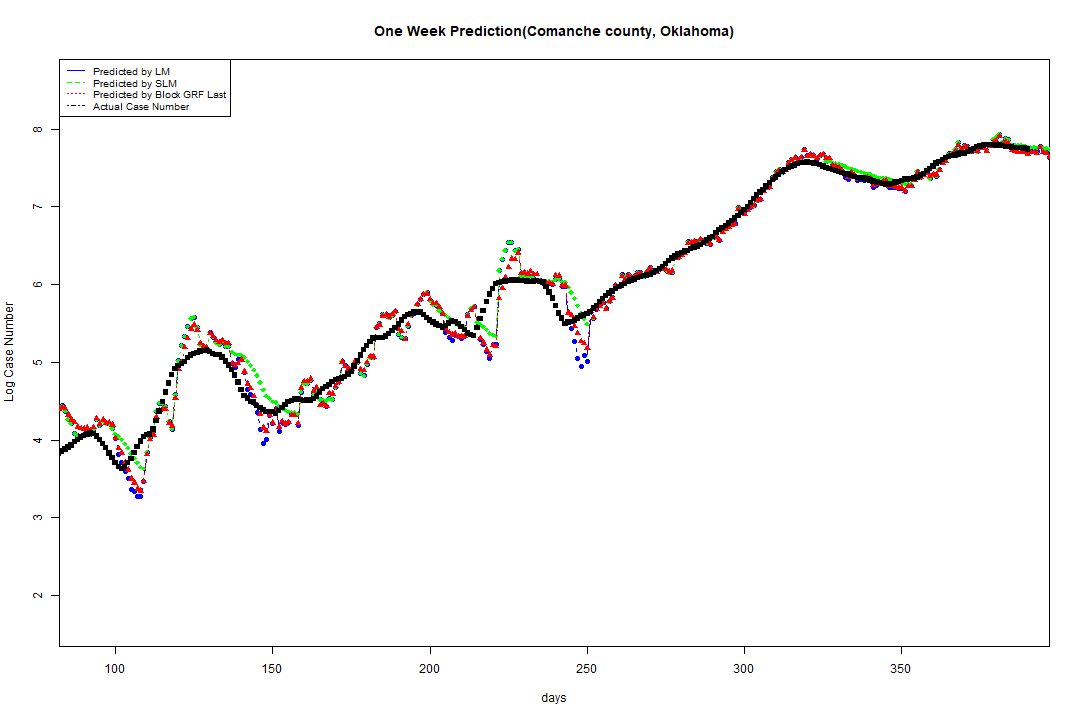 One Week Prediction(Comanche county, Oklahoma)
Predicted by LM
Predicted by SLM
Predicted by Block GRF Last
Actual Case Number
8
7
6
5
4
3
2
Log Case Number
100 150 200 250 300 350
days